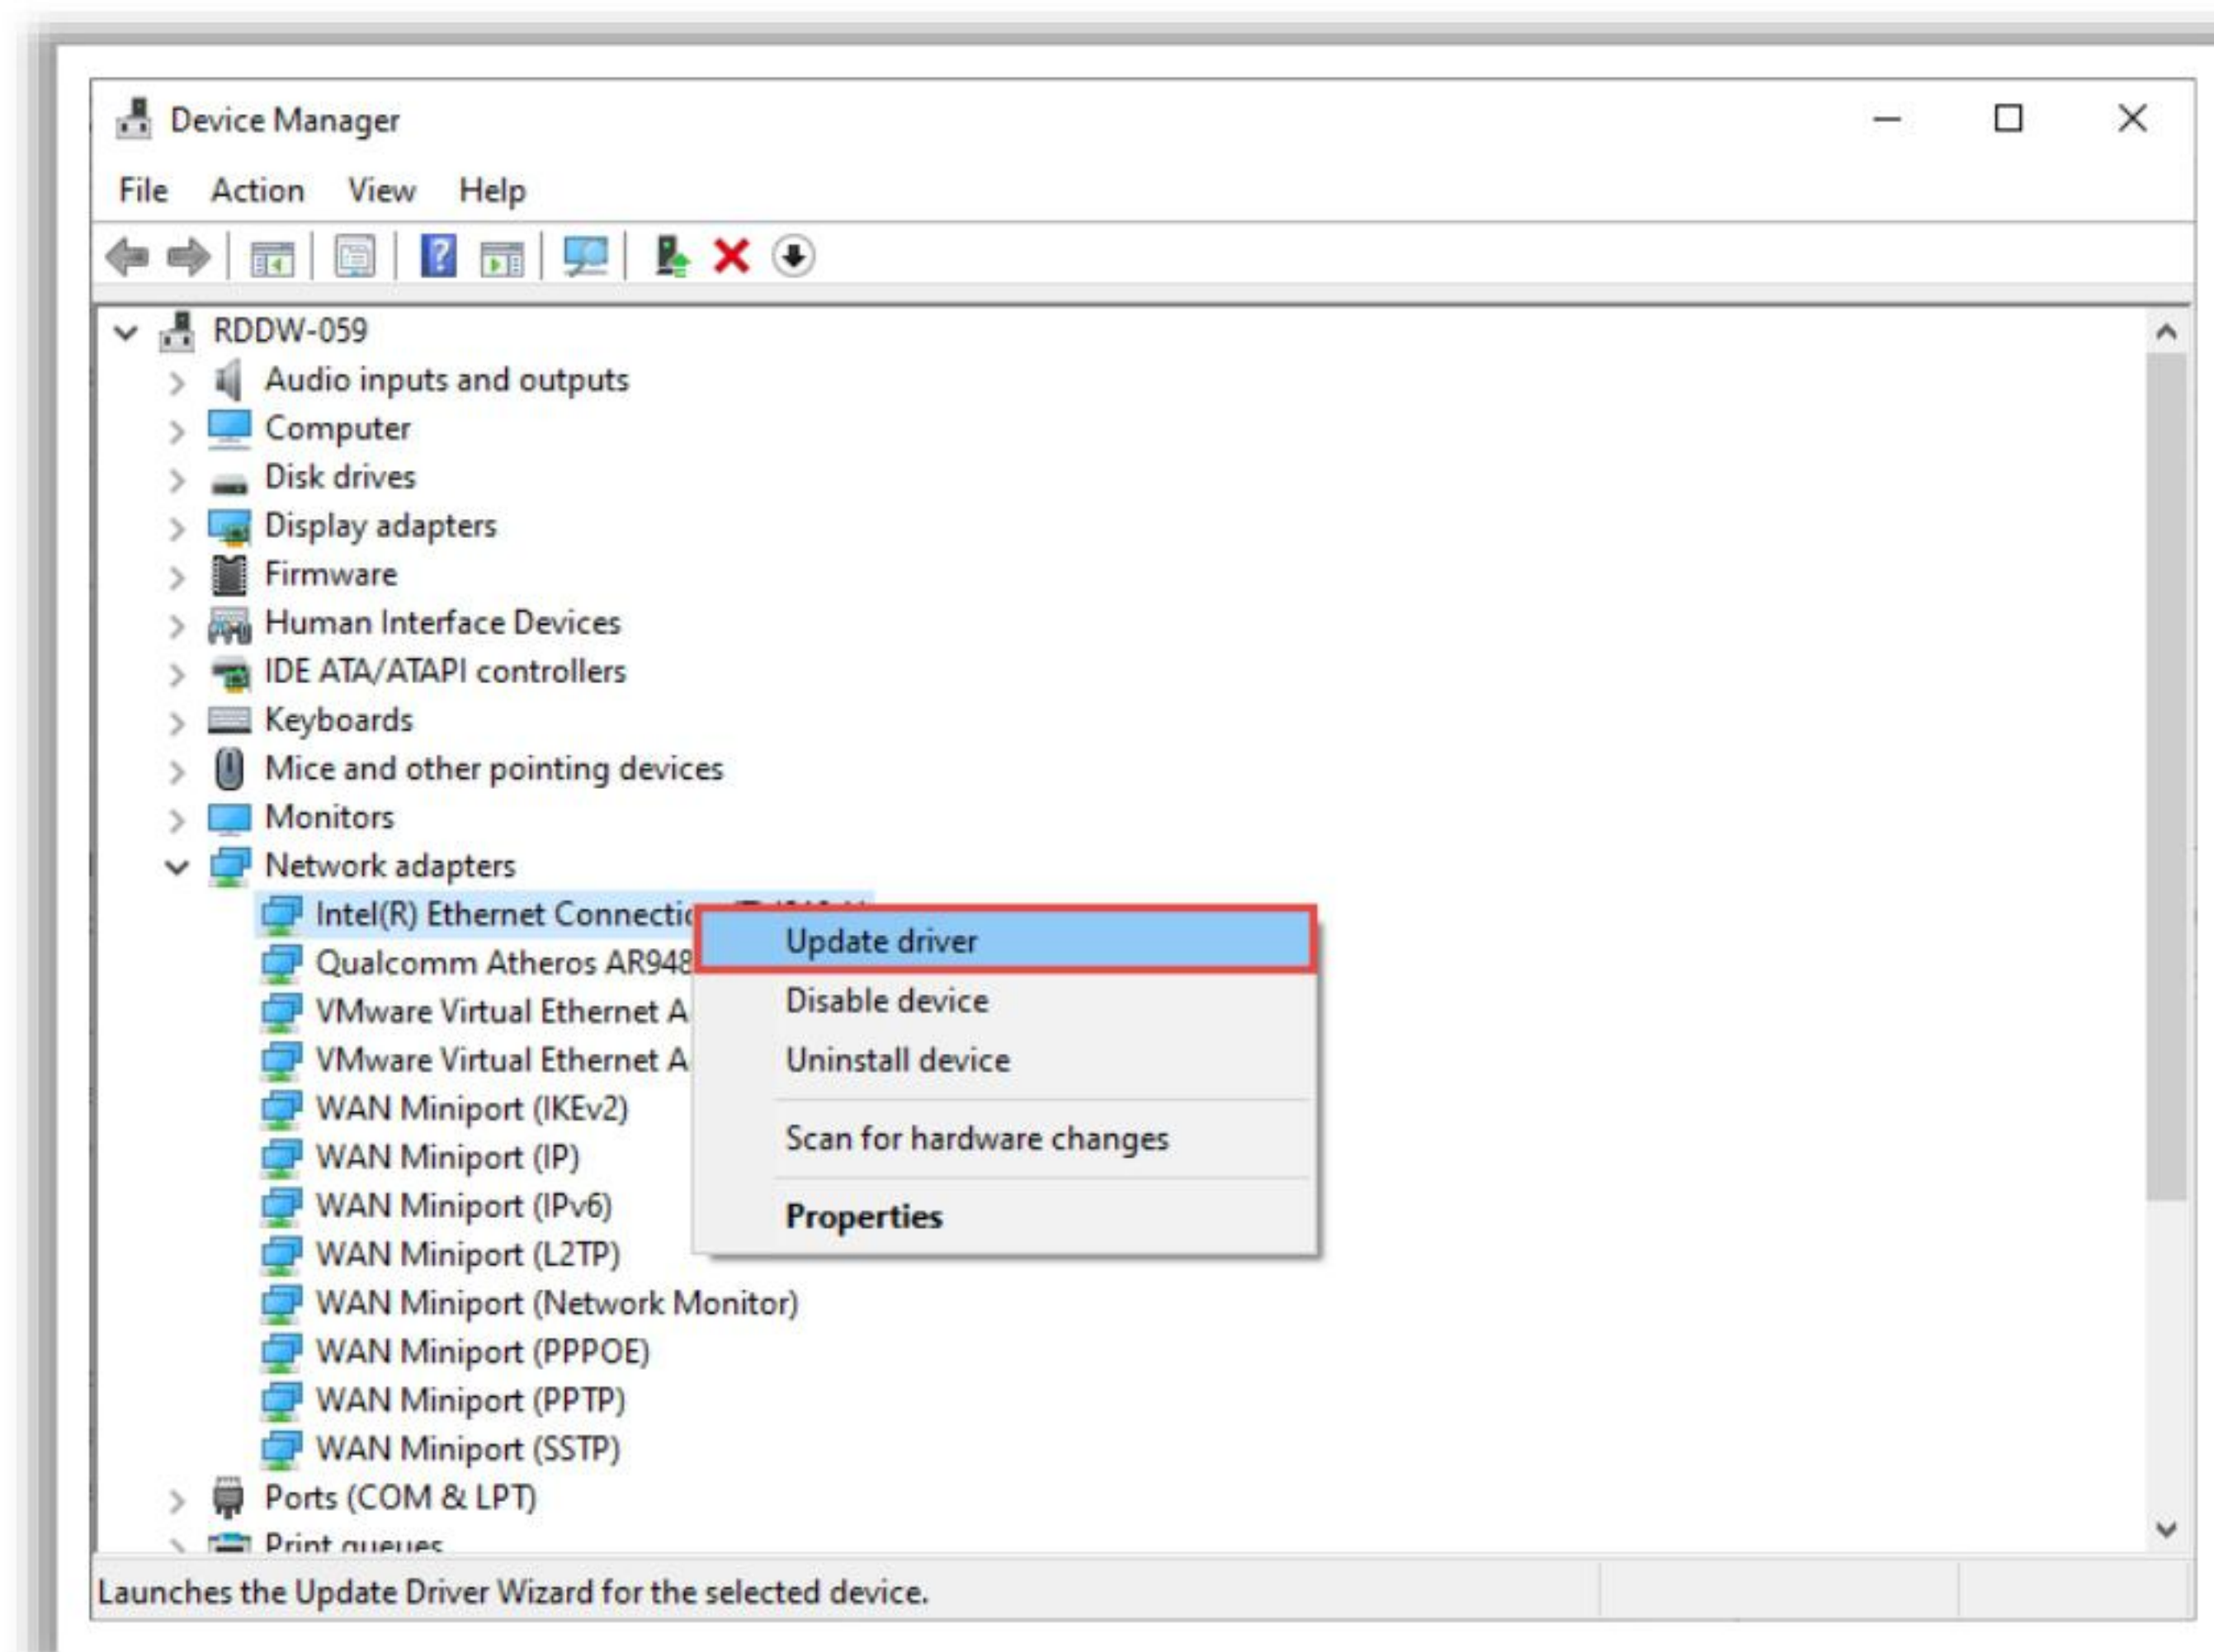 Device Manager
File Action View Help
RDDW-059
Audio inputs and outputs
Computer
Disk drives
Display adapters
Firmware
Human Interface Devices
IDE ATA/ATAPI controllers
Keyboards
Mice and other pointing devices
Monitors
Network adapters
Intel(R) Ethernet
Qualcomm Atheros
VMware Virtual Ethernet
VMware Virtual Ethernet
WAN Miniport (IKEv2)
WAN Miniport (IP)
WAN Miniport (IPv6)
WAN Miniport (L2TP)
WAN Miniport (Network Monitor)
WAN Miniport (PPPOE)
WAN Miniport (PPTP)
WAN Miniport (SSTP)
Ports (COM & LPT)
Print queues
Update driver
Disable device
Uninstall device
Scan for hardware changes
Properties
Launches the Update Driver Wizard for the selected device.